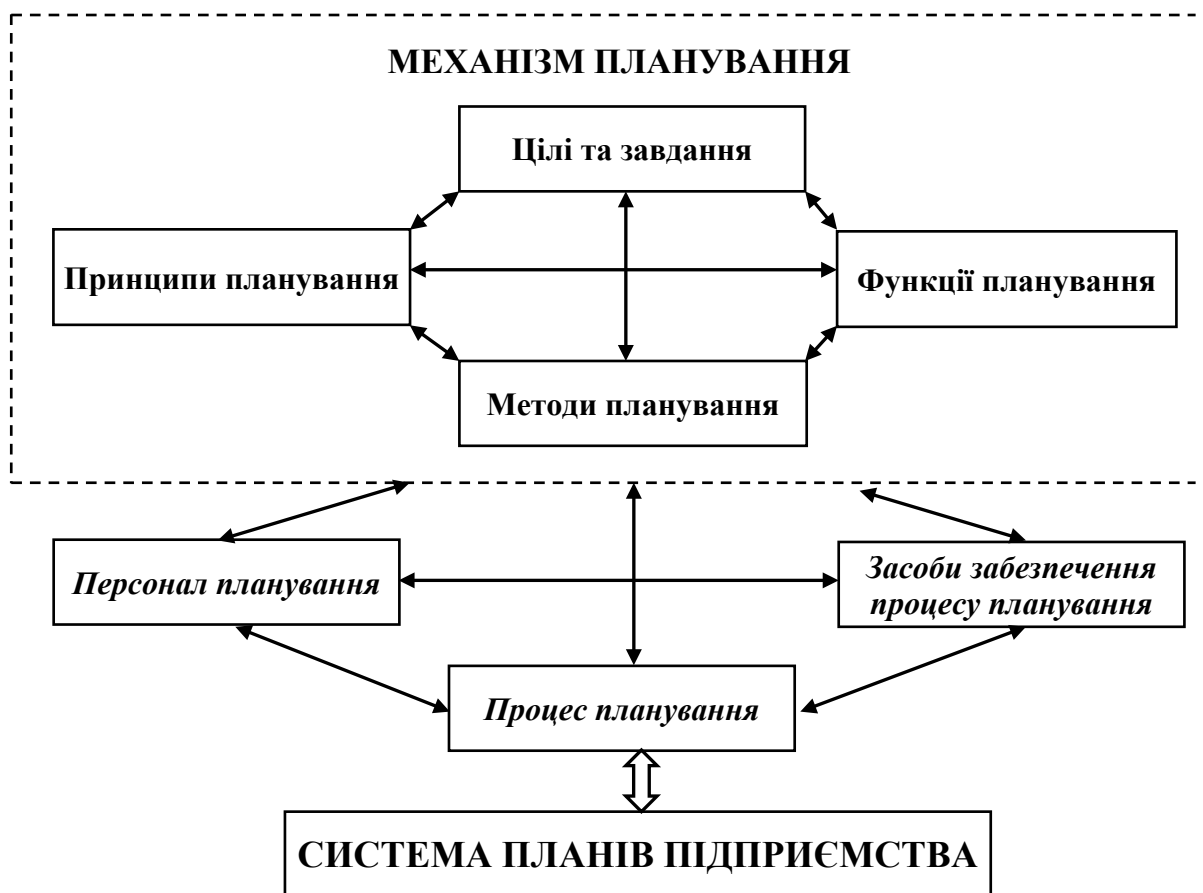 МЕХАНІЗМ ПЛАНУВАННЯ
Цілі та завдання
Принципи планування
Функції планування
Методи планування
Персонал планування
Засоби забезпечення
процесу планування
Процес планування
СИСТЕМА ПЛАНІВ ПІДПРИЄМСТВА